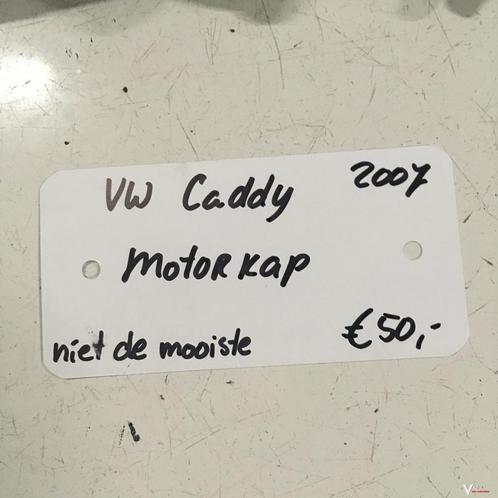 VW Caddy 2007
Motorkap
niet de mooiste €50,-